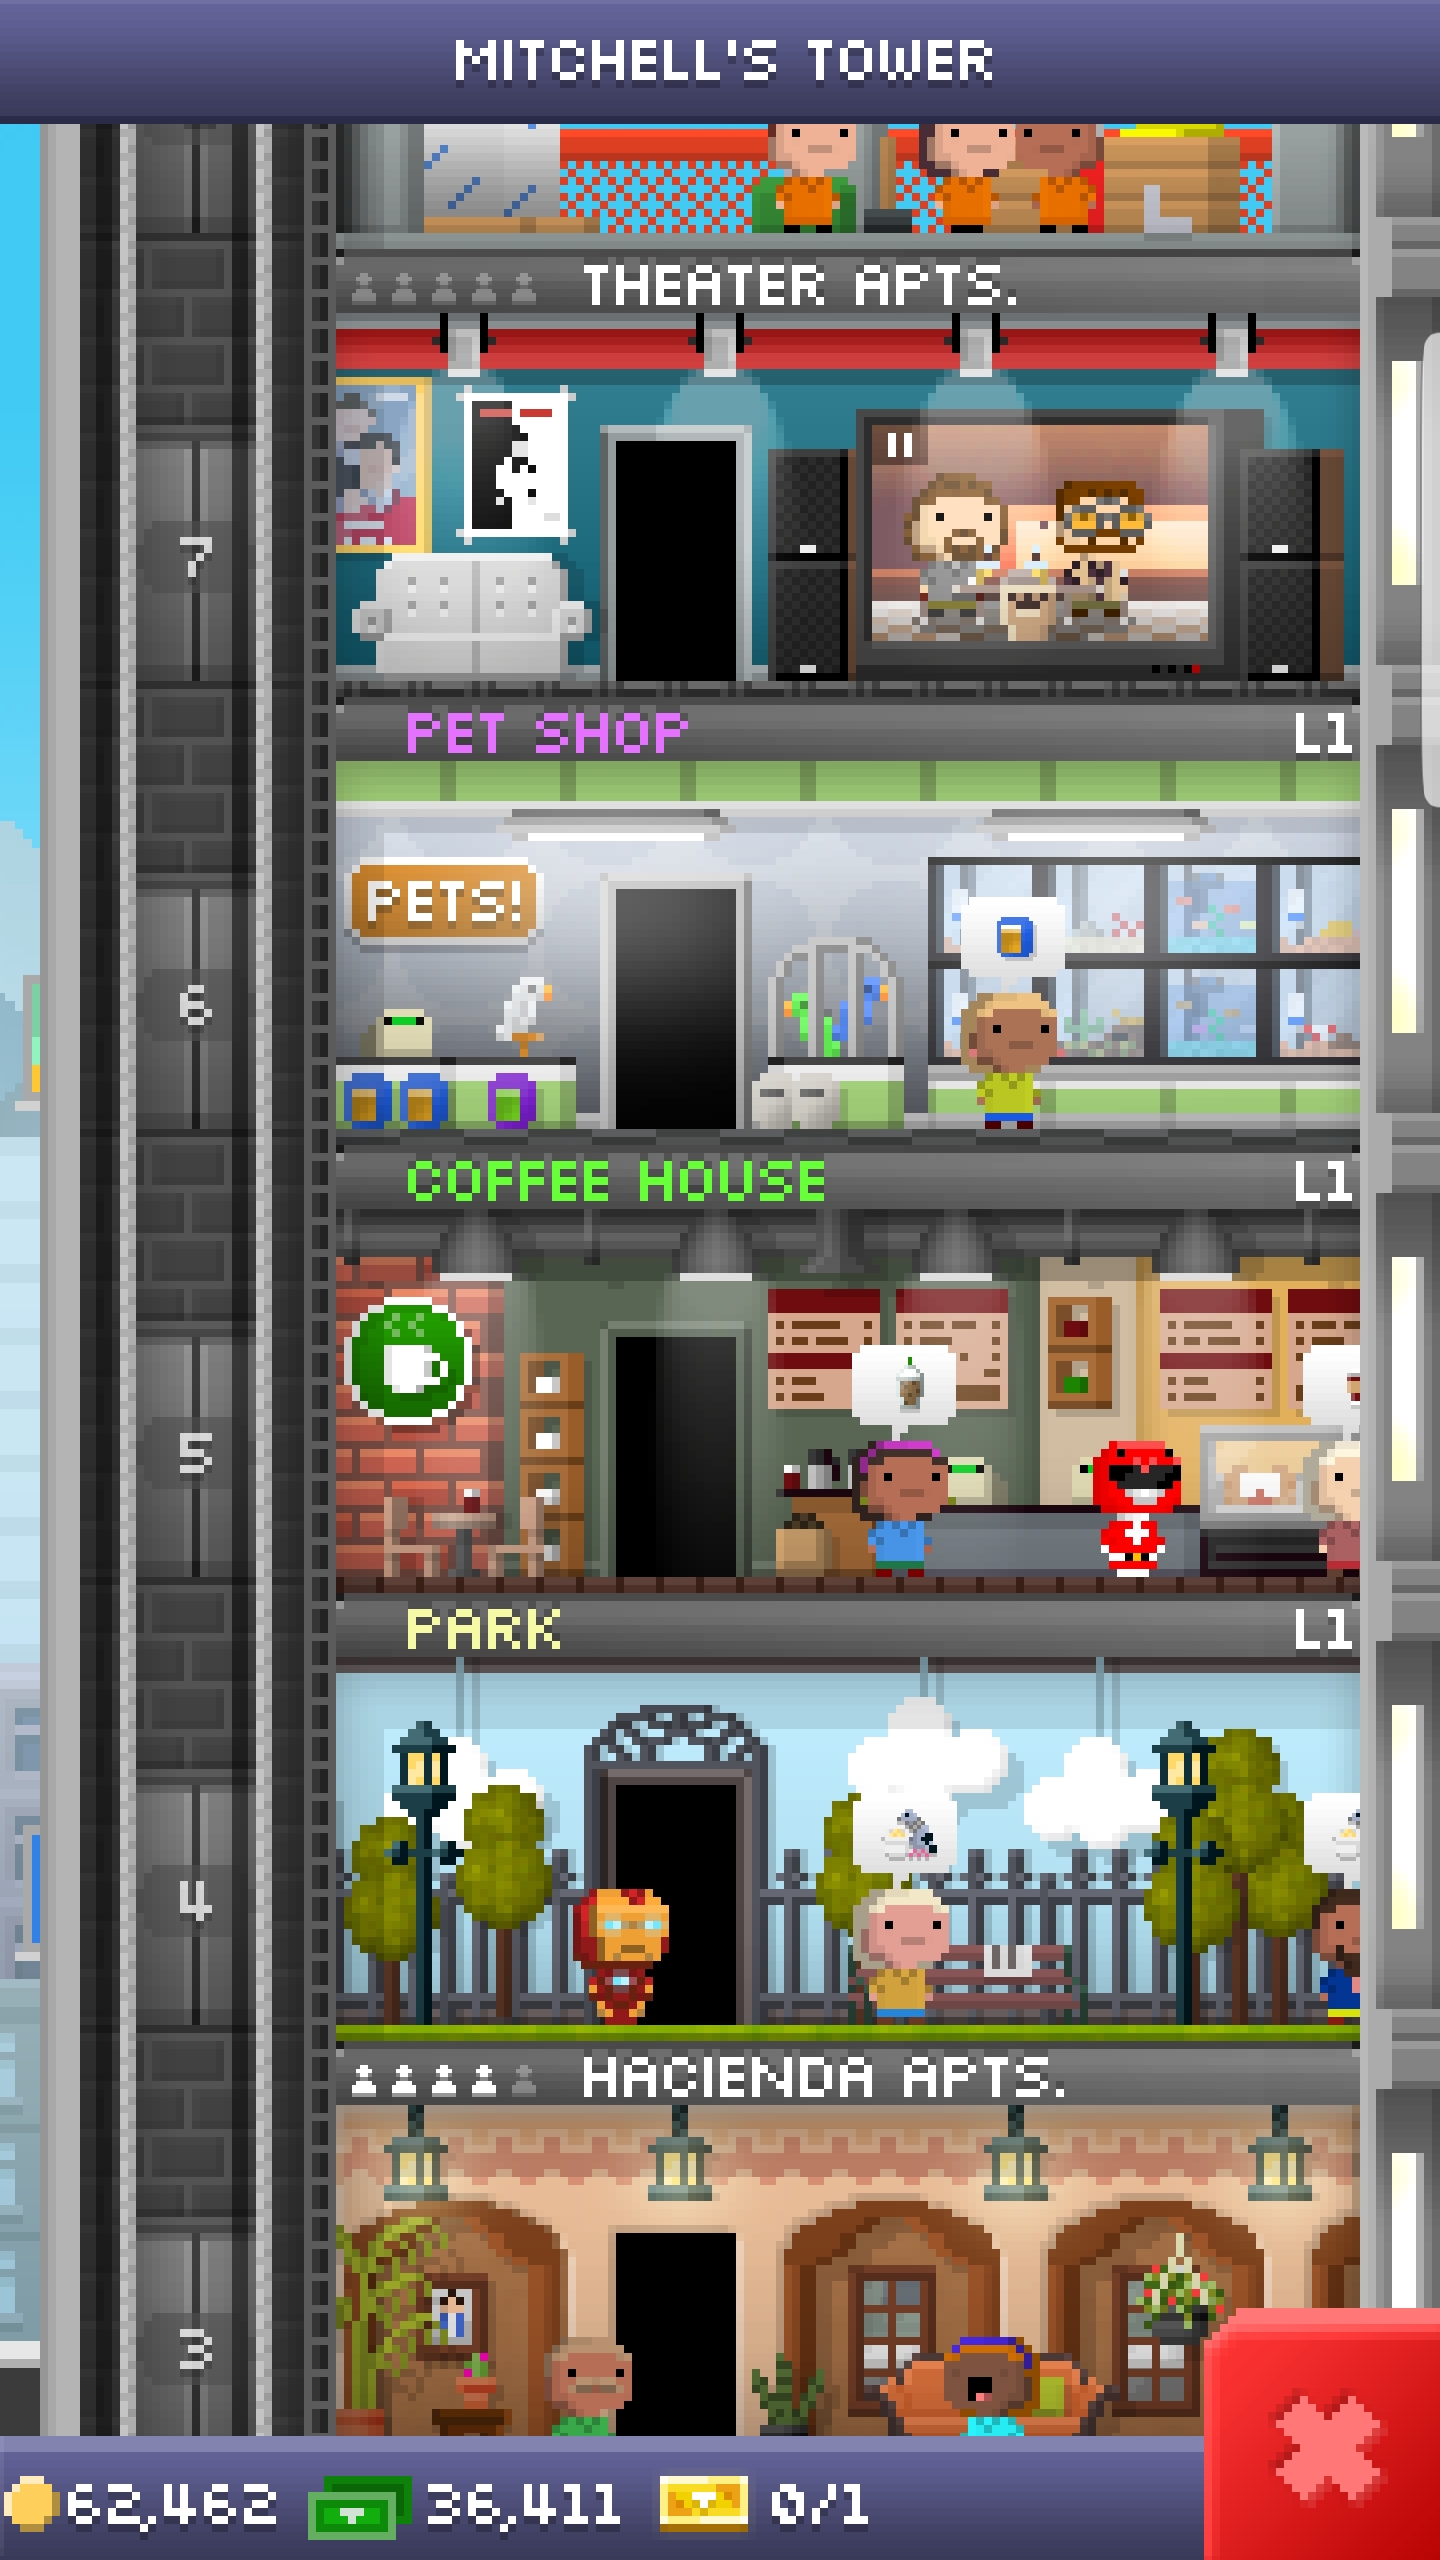 MITCHELL'S TOWER
THEATER APTS.
7
PET SHOP L1
PETS!
6
COFFEE HOUSE L1
5
PARK L1
4
HACIENDA APTS.
3
62,462 36,411 0/1